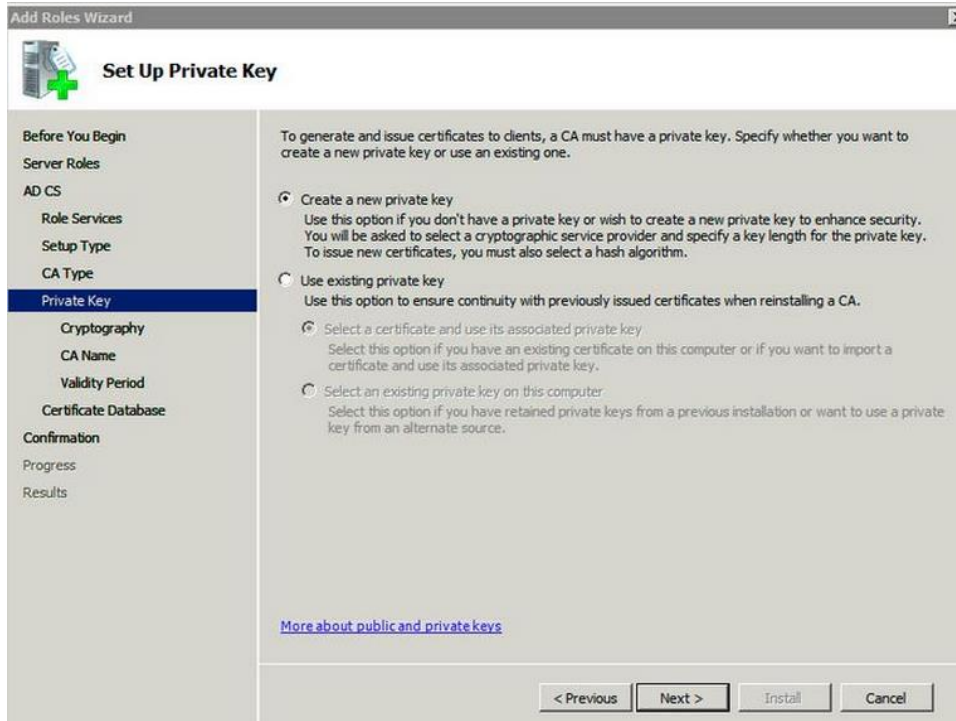 Add Roles Wizard
Set Up Private Key
Before You Begin
Server Roles
AD CS
Role Services
Setup Type
CA Type
Private Key
Cryptography
CA Name
Validity Period
Certificate Database
Confirmation
Progress
Results
To generate and issue certificates to clients, a CA must have a private key. Specify whether you want to
create a new private key or use an existing one.
Create a new private key
Use this option if you don't have a private key or wish to create a new private key to enhance security.
You will be asked to select a cryptographic service provider and specify a key length for the private key.
To issue new certificates, you must also select a hash algorithm.
Use existing private key
Use this option to ensure continuity with previously issued certificates when reinstalling a CA.
Select a certificate and use its associated private key
Select this option if you have an existing certificate on this computer or if you want to import a
certificate and use its associated private key.
Select an existing private key on this computer
Select this option if you have retained private keys from a previous installation or want to use a private
key from an alternate source.
More about public and private keys
< Previous
Next >
Install
Cancel